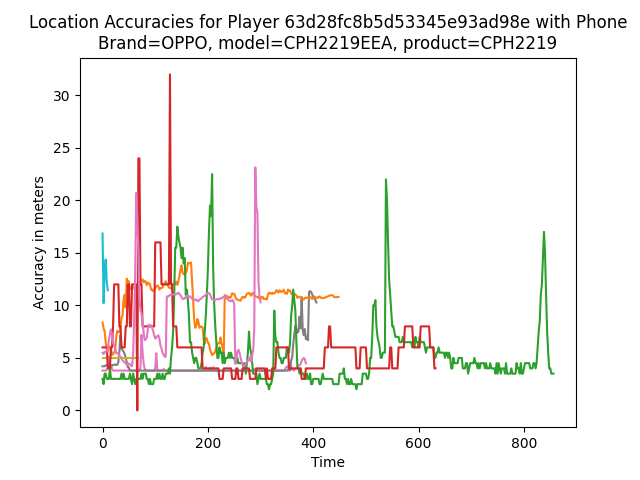 Location Accuracies for Player 63d28fc8b5d53345e93ad98e with Phone
Brand=OPPO, model=CPH2219EEA, product=CPH2219
30
25
20
15
10
5
0
Accuracy in meters
0 200 400 600 800
Time